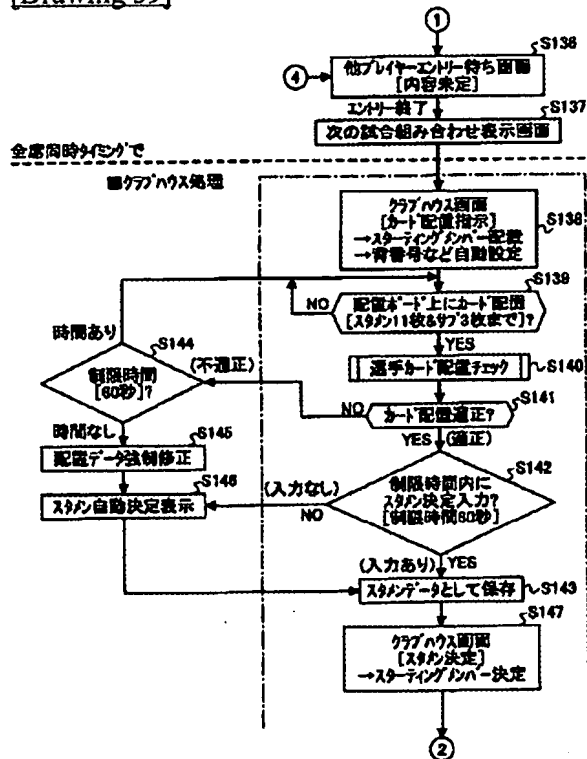 [Drawing 39]
①
S136
④
他プレイヤーエントリー待ち画面
[内容未定]
エントリー終了
S137
次の試合組み合わせ表示画面
全席同時タイミングで
■クラブハウス処理
クラブハウス画面
[カード配置指示]
→スターティングメンバー配置
→背番号など自動設定
S138
S139
NO
配置ボード上にカード配置
[スタメン11枚&サブ3枚まで]?
YES
時間あり
S144
制限時間
[60秒]?
(不適正)
選手カード配置チェック
S140
S141
NO
カード配置適正?
YES
(適正)
時間なし
S145
配置データ強制修正
S146
スタメン自動決定表示
(入力なし)
NO
S142
制限時間内に
スタメン決定入力?
[制限時間60秒]
(入力あり)
YES
スタメンデータとして保存
S143
S147
クラブハウス画面
[スタメン決定]
→スターティングメンバー決定
②